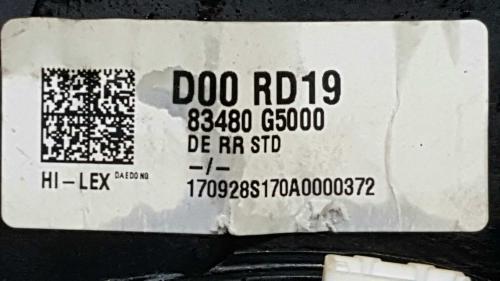 D00 RD19
83480 G5000
DE RR STD
-/-
HI-LEX DAEDONG
170928S170A0000372